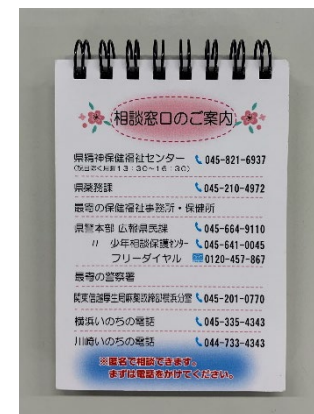 相談窓口のご案内
県精神保健福祉センター 045-821-6937
(祝日除く月曜13:30~16:30)
県薬務課 045-210-4972
最寄の保健福祉事務所・保健所
県警本部 広報県民課 045-664-9110
〃 少年相談保護センター 045-641-0045
フリーダイヤル 0120-457-867
最寄の警察署
関東信越厚生局麻薬取締部横浜分室 045-201-0770
横浜いのちの電話 045-335-4343
川崎いのちの電話 044-733-4343
※匿名で相談できます。
まずは電話をかけてください。